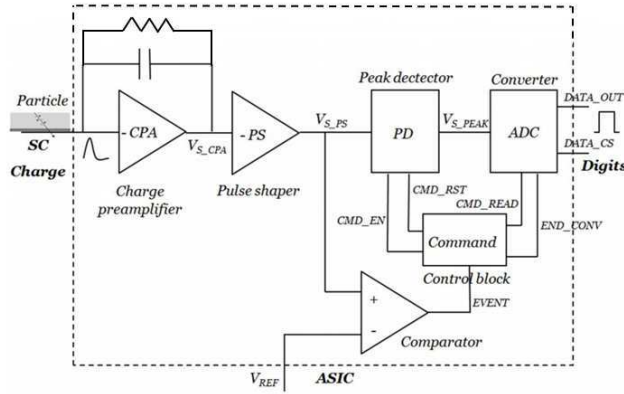 Peak dectector
Converter
Particle
SC
Charge
- CPA
V_S_CPA
Charge
preamplifier
- PS
Pulse shaper
V_S_PS
PD
V_S_PEAK
ADC
DATA_OUT
DATA_CS
Digits
CMD_RST
CMD_EN
CMD_READ
END_CONV
Command
Control block
EVENT
+
-
Comparator
V_REF
ASIC